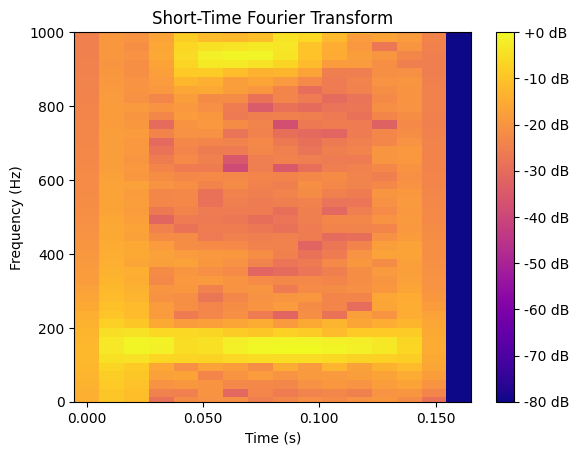 Short-Time Fourier Transform
Frequency (Hz)
1000
800
600
400
200
0
0.000
0.050
0.100
0.150
Time (s)
+0 dB
-10 dB
-20 dB
-30 dB
-40 dB
-50 dB
-60 dB
-70 dB
-80 dB